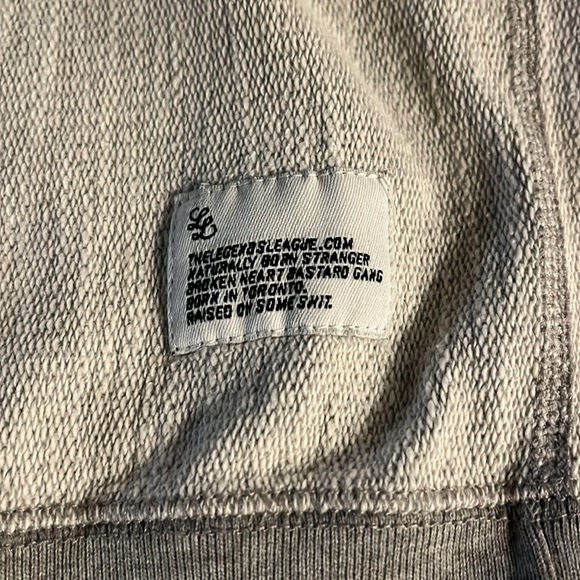 LL
THELEGENDSLEAGUE.COM
NATURALLY BORN STRANGER
BROKEN HEART BASTARD GANG
BORN IN TORONTO.
RAISED ON SOME SHIT.